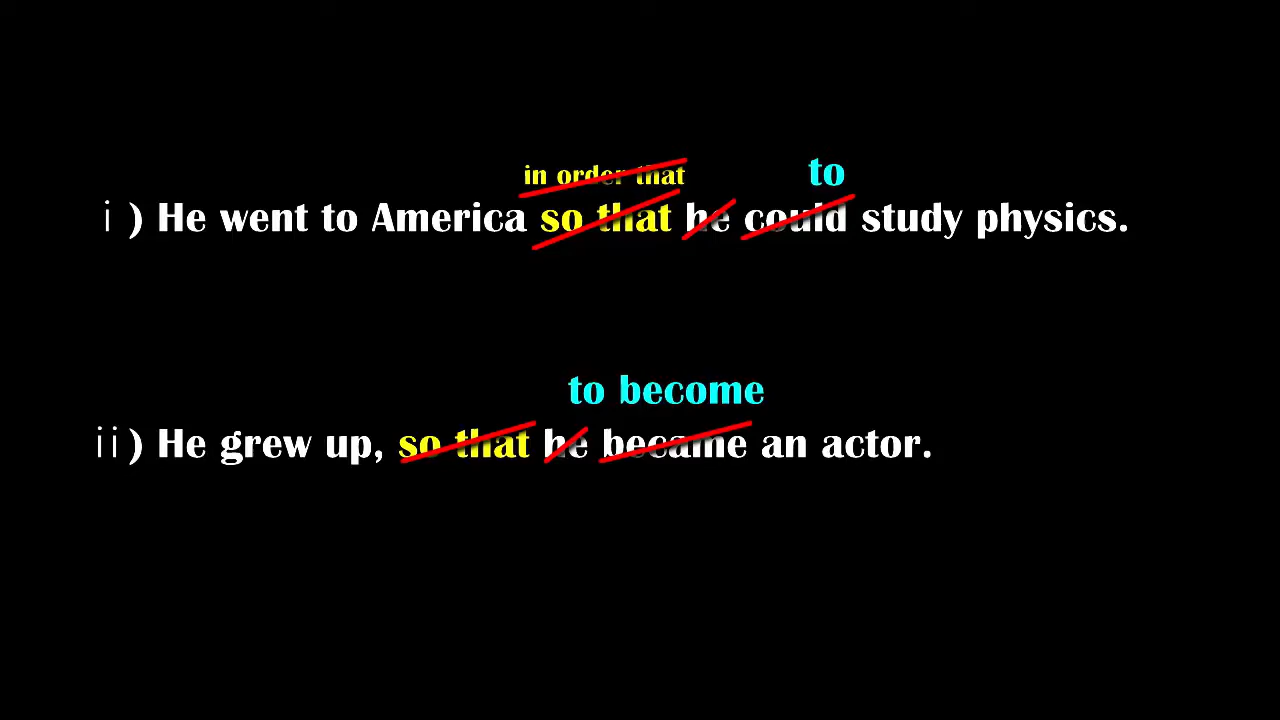 in order that to
ⅰ) He went to America so that he could study physics.
to become
ⅱ) He grew up, so that he became an actor.